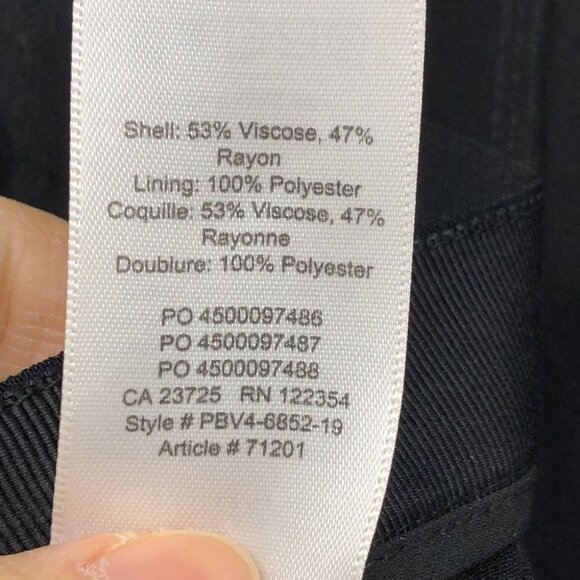 Shell: 53% Viscose, 47%
Rayon
Lining: 100% Polyester
Coquille: 53% Viscose, 47%
Rayonne
Doublure: 100% Polyester
PO 4500097486
PO 4500097487
PO 4500097488
CA 23725 RN 122354
Style # PBV4-6852-19
Article # 71201